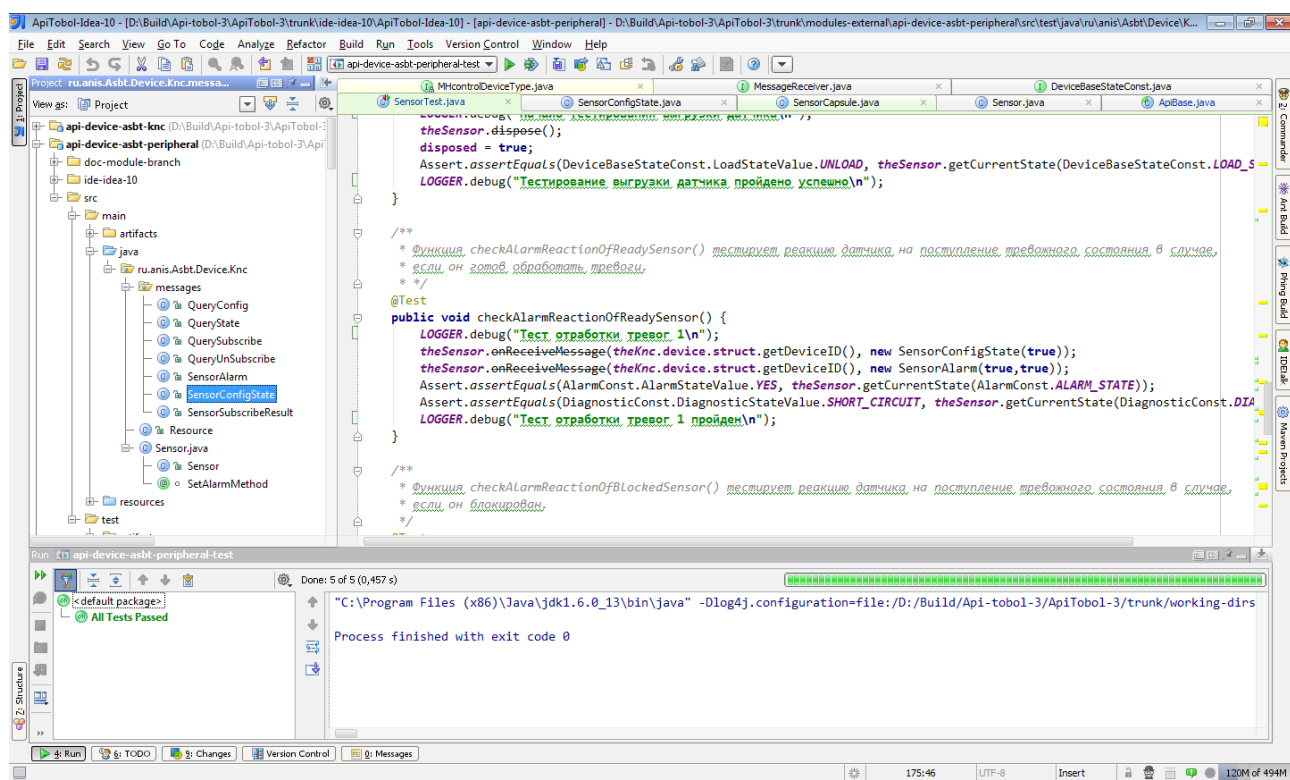 ApiTobol-Idea-10 - [D:\Build\Api-tobol-3\ApiTobol-3\trunk\ide-idea-10\ApiTobol-Idea-10] - [api-device-asbt-peripheral] - D:\Build\Api-tobol-3\ApiTobol-3\trunk\modules-external\api-device-asbt-peripheral\src\test\java\ru\anis\Asbt\Device\K...
File Edit Search View Go To Code Analyze Refactor Build Run Tools Version Control Window Help
api-device-asbt-peripheral-test
Project ru.anis.Asbt.Device.Knc.messa...
MHcontrolDeviceType.java MessageReceiver.java DeviceBaseStateConst.java
View as: Project
SensorTest.java SensorConfigState.java SensorCapsule.java Sensor.java ApiBase.java
1: Project
api-device-asbt-knc (D:\Build\Api-tobol-3\ApiTobol-3
api-device-asbt-peripheral (D:\Build\Api-tobol-3\Api
doc-module-branch
ide-idea-10
src
main
artifacts
java
ru.anis.Asbt.Device.Knc
messages
QueryConfig
QueryState
QuerySubscribe
QueryUnSubscribe
SensorAlarm
SensorConfigState
SensorSubscribeResult
Resource
Sensor.java
Sensor
SetAlarmMethod
resources
test
LOGGER.debug("Начало тестирования выгрузки датчика\n");
theSensor.dispose();
disposed = true;
Assert.assertEquals(DeviceBaseStateConst.LoadStateValue.UNLOAD, theSensor.getCurrentState(DeviceBaseStateConst.LOAD_S
LOGGER.debug("Тестирование выгрузки датчика пройдено успешно\n");
}
/**
* Функция checkAlarmReactionOfReadySensor() тестирует реакцию датчика на поступление тревожного состояния в случае,
* если он готов обработать тревоги.
* */
@Test
public void checkAlarmReactionOfReadySensor() {
LOGGER.debug("Тест отработки тревог 1\n");
theSensor.onReceiveMessage(theKnc.device.struct.getDeviceID(), new SensorConfigState(true));
theSensor.onReceiveMessage(theKnc.device.struct.getDeviceID(), new SensorAlarm(true,true));
Assert.assertEquals(AlarmConst.AlarmStateValue.YES, theSensor.getCurrentState(AlarmConst.ALARM_STATE));
Assert.assertEquals(DiagnosticConst.DiagnosticStateValue.SHORT_CIRCUIT, theSensor.getCurrentState(DiagnosticConst.DIA
LOGGER.debug("Тест отработки тревог 1 пройден\n");
}
/**
* Функция checkAlarmReactionOfBlockedSensor() тестирует реакцию датчика на поступление тревожного состояния в случае,
* если он блокирован.
*/
2: Commander
Ant Build
Phing Build
IDEtalk
Maven Projects
Run api-device-asbt-peripheral-test
Done: 5 of 5 (0,457 s)
<default package>
All Tests Passed
"C:\Program Files (x86)\Java\jdk1.6.0_13\bin\java" -Dlog4j.configuration=file:/D:/Build/Api-tobol-3/ApiTobol-3/trunk/working-dirs
Process finished with exit code 0
Z: Structure
4: Run 6: TODO 9: Changes Version Control 0: Messages
175:46 UTF-8 Insert 120M of 494M